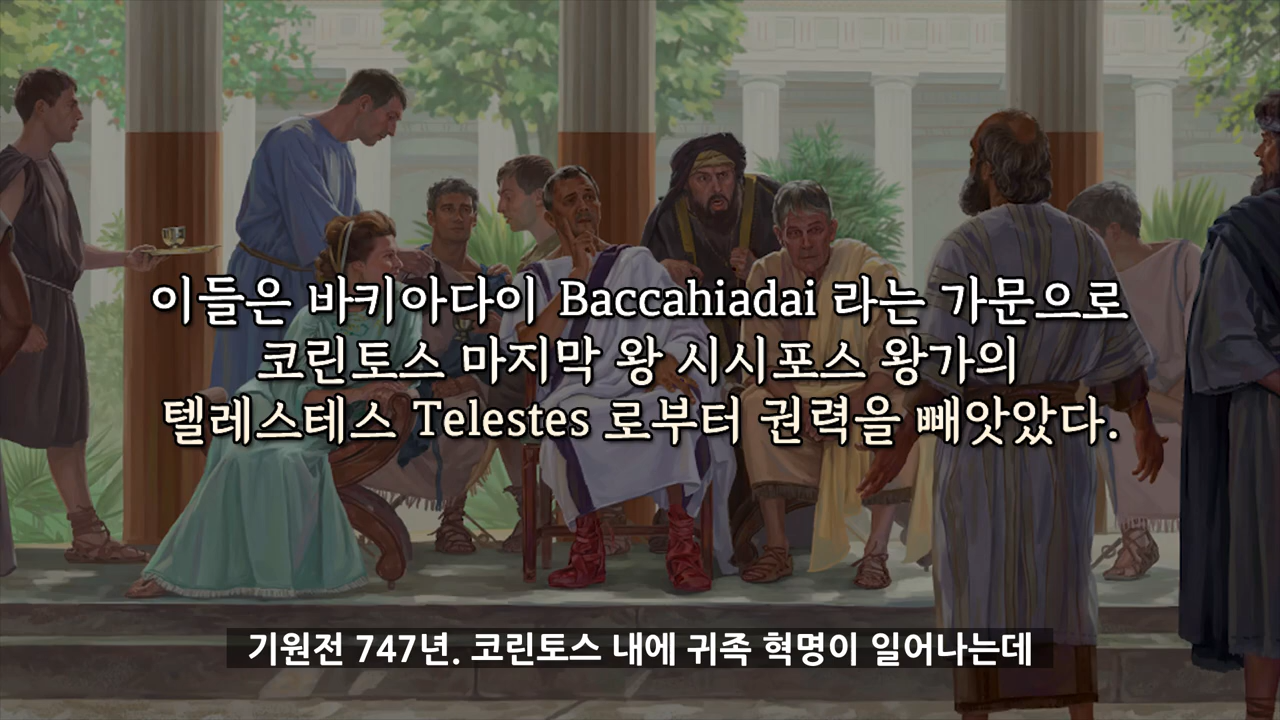 이들은 바키아다이 Baccahiadai 라는 가문으로
코린토스 마지막 왕 시시포스 왕가의
텔레스테스 Telestes 로부터 권력을 빼앗았다.
기원전 747년. 코린토스 내에 귀족 혁명이 일어나는데